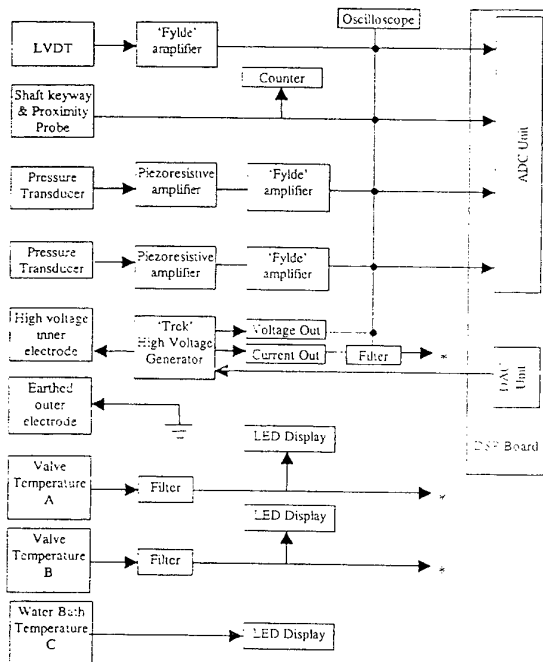 Oscilloscope
LVDT
'Fylde'
amplifier
Counter
Shaft keyway
& Proximity
Probe
ADC Unit
Pressure
Transducer
Piezoresistive
amplifier
'Fylde'
amplifier
Pressure
Transducer
Piezoresistive
amplifier
'Fylde'
amplifier
High voltage
inner
electrode
'Trek'
High Voltage
Generator
Voltage Out
Current Out
Filter
*
DAC
Unit
Earthed
outer
electrode
LED Display
DSP Board
Valve
Temperature
A
Filter
*
LED Display
Valve
Temperature
B
Filter
*
Water Bath
Temperature
C
LED Display